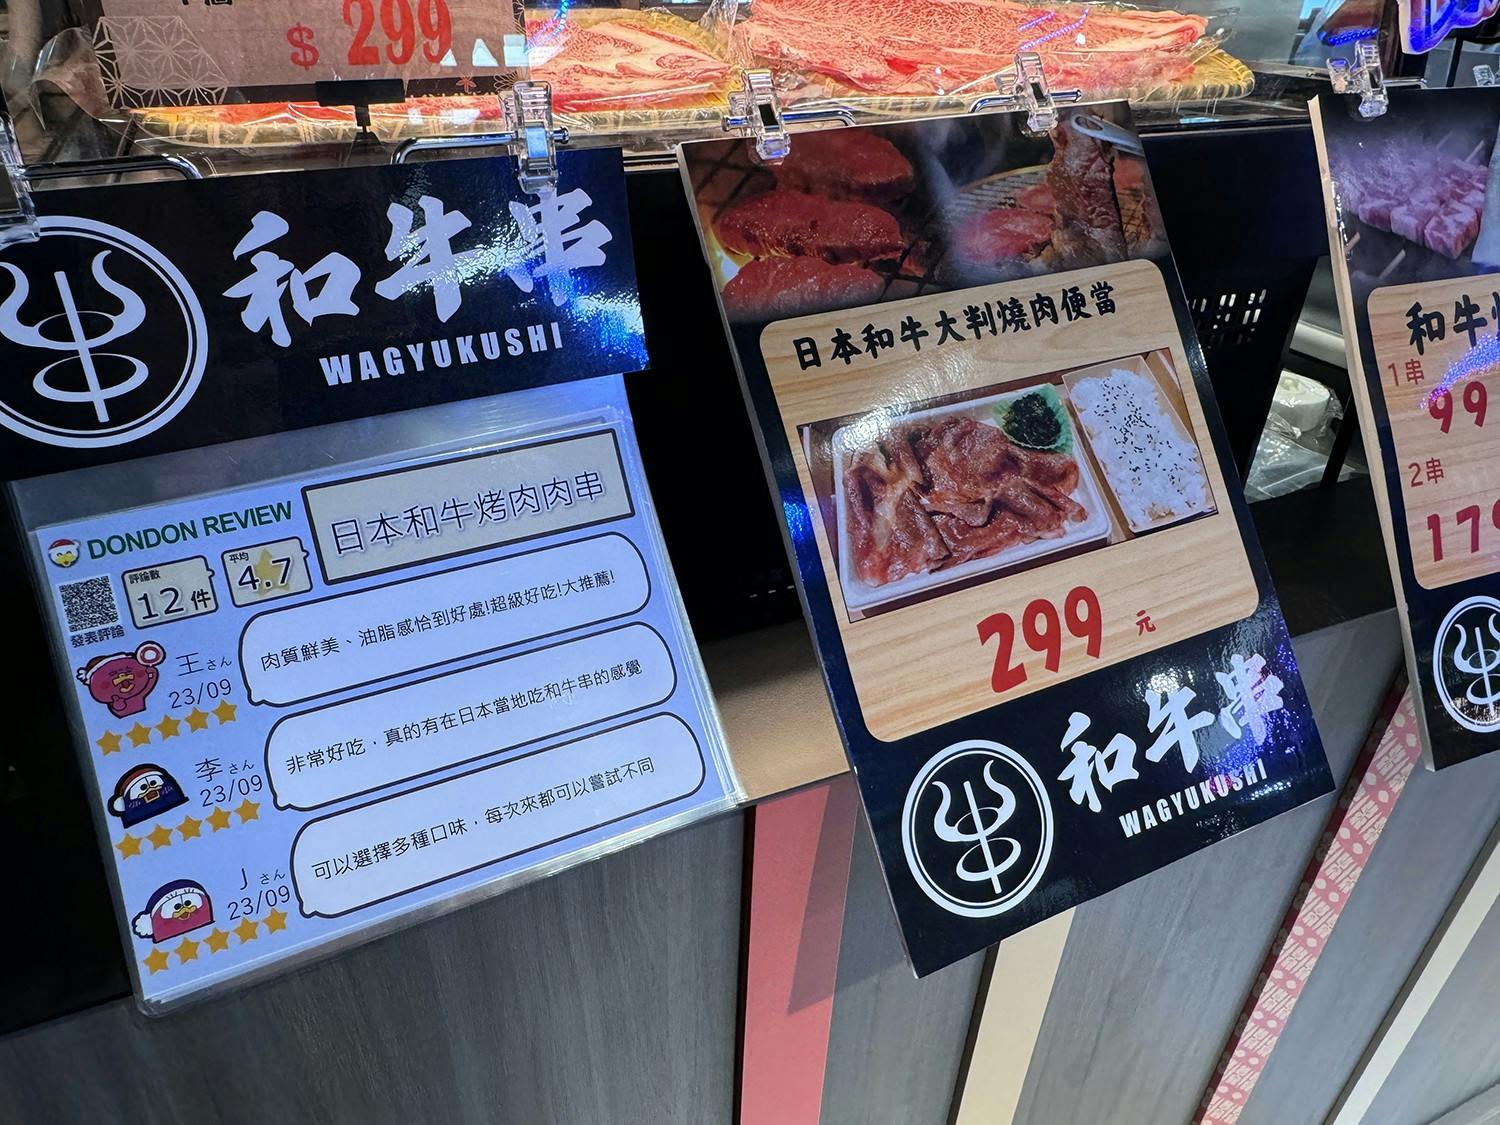 $ 299
和牛串
WAGYUKUSHI
DONDON REVIEW
日本和牛烤肉肉串
評論數
12件
平均
4.7
發表評論
王さん
23/09
肉質鮮美、油脂感恰到好處!超級好吃!大推薦!
李さん
23/09
非常好吃，真的有在日本當地吃和牛串的感覺
Jさん
23/09
可以選擇多種口味，每次來都可以嘗試不同
日本和牛大判燒肉便當
299元
和牛串
WAGYUKUSHI
和牛
1串
99
2串
179